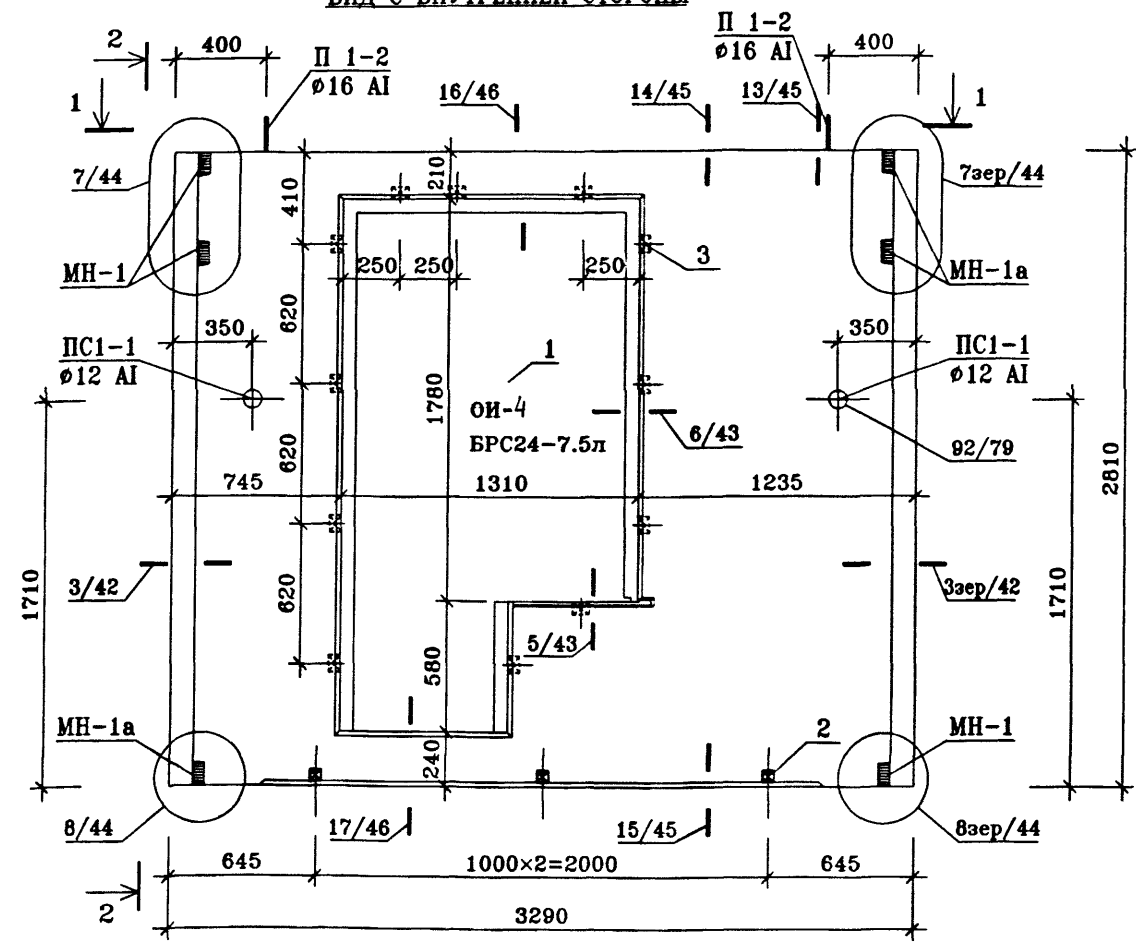 ВИД С ВНУТРЕННЕЙ СТОРОНЫ
2
400
П 1-2
ø16 AI
П 1-2
ø16 AI
400
1
16/46
14/45
13/45
1
7/44
410
210
7зер/44
МН-1
250
250
250
3
МН-1а
350
620
350
ПС1-1
ø12 AI
1
1780
ОИ-4
БРС24-7.5л
6/43
ПС1-1
ø12 AI
92/79
620
745
1310
1235
2810
3/42
1710
620
5/43
3зер/42
1710
580
МН-1а
240
2
МН-1
8/44
17/46
15/45
8зер/44
645
1000×2=2000
645
2
3290